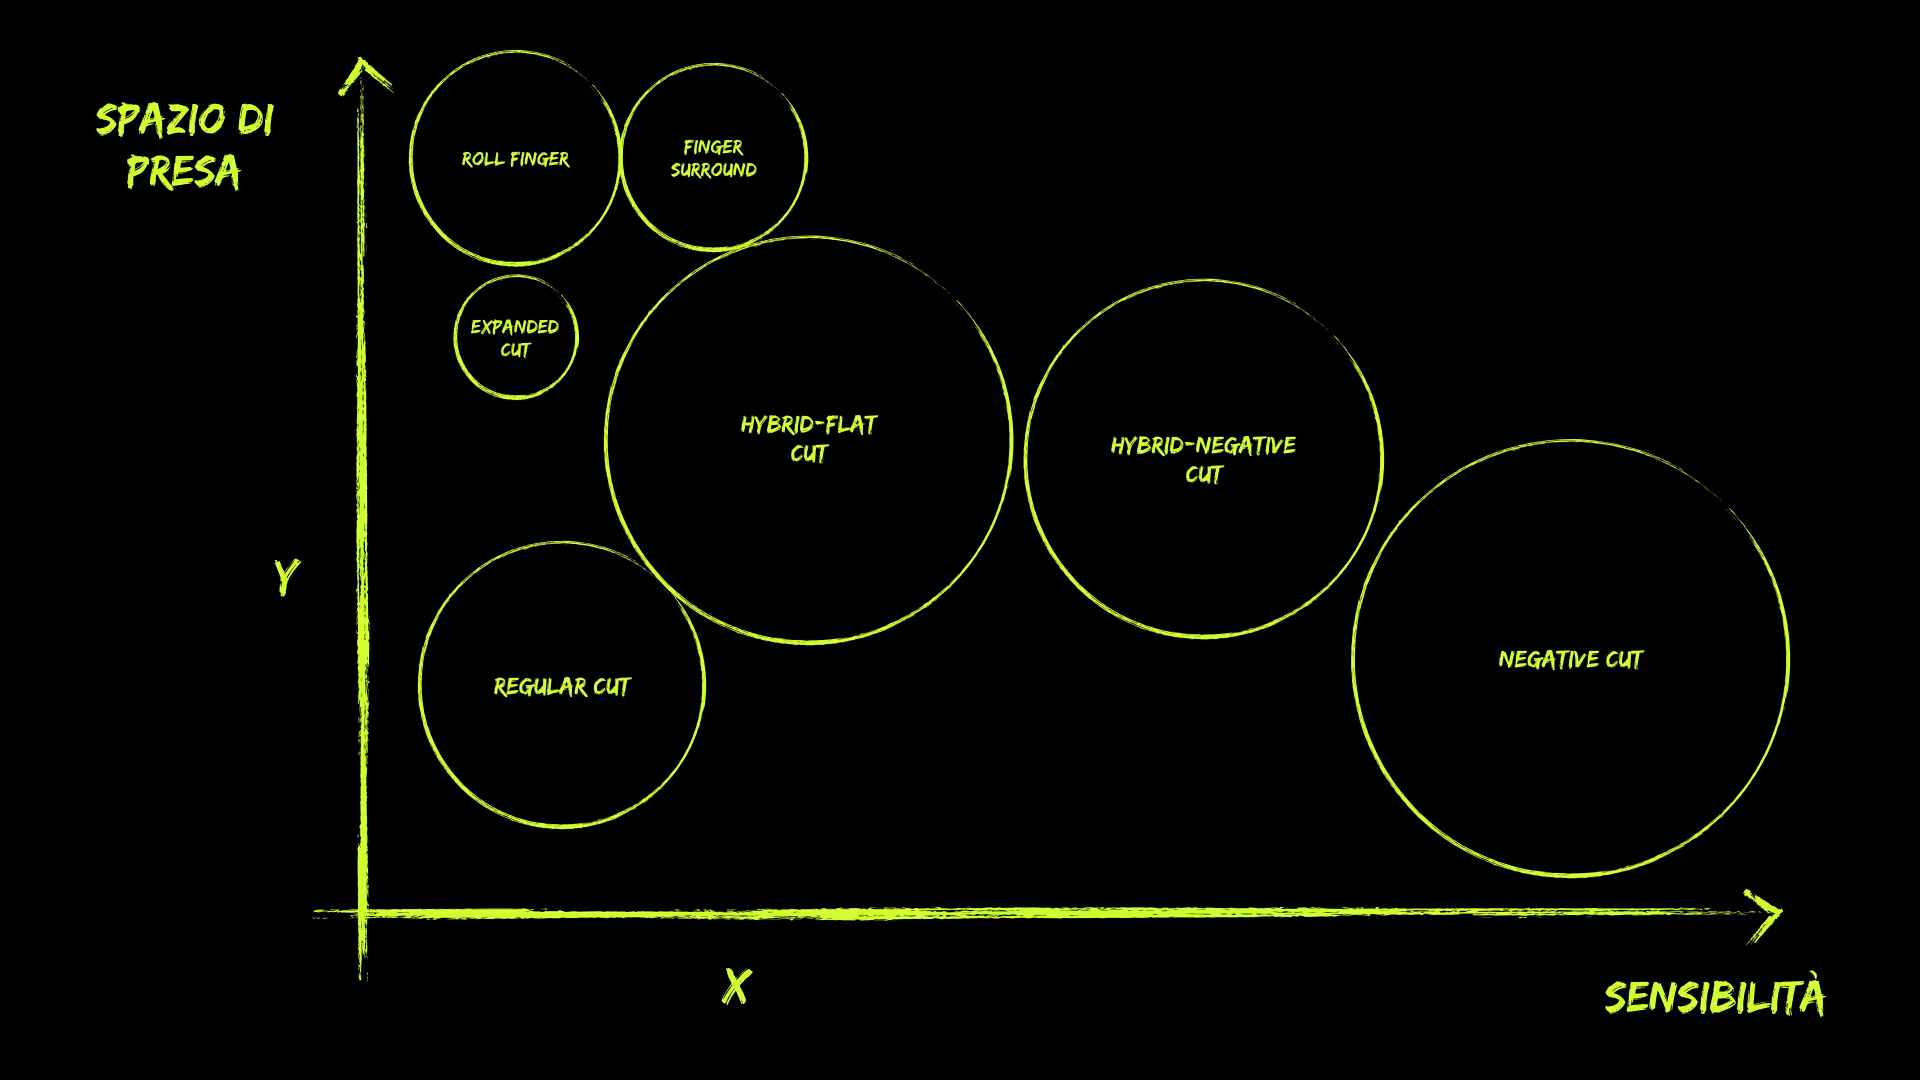 SPAZIO DI
PRESA
ROLL FINGER
FINGER
SURROUND
EXPANDED
CUT
HYBRID-FLAT
CUT
HYBRID-NEGATIVE
CUT
Y
REGULAR CUT
NEGATIVE CUT
X
SENSIBILITÀ